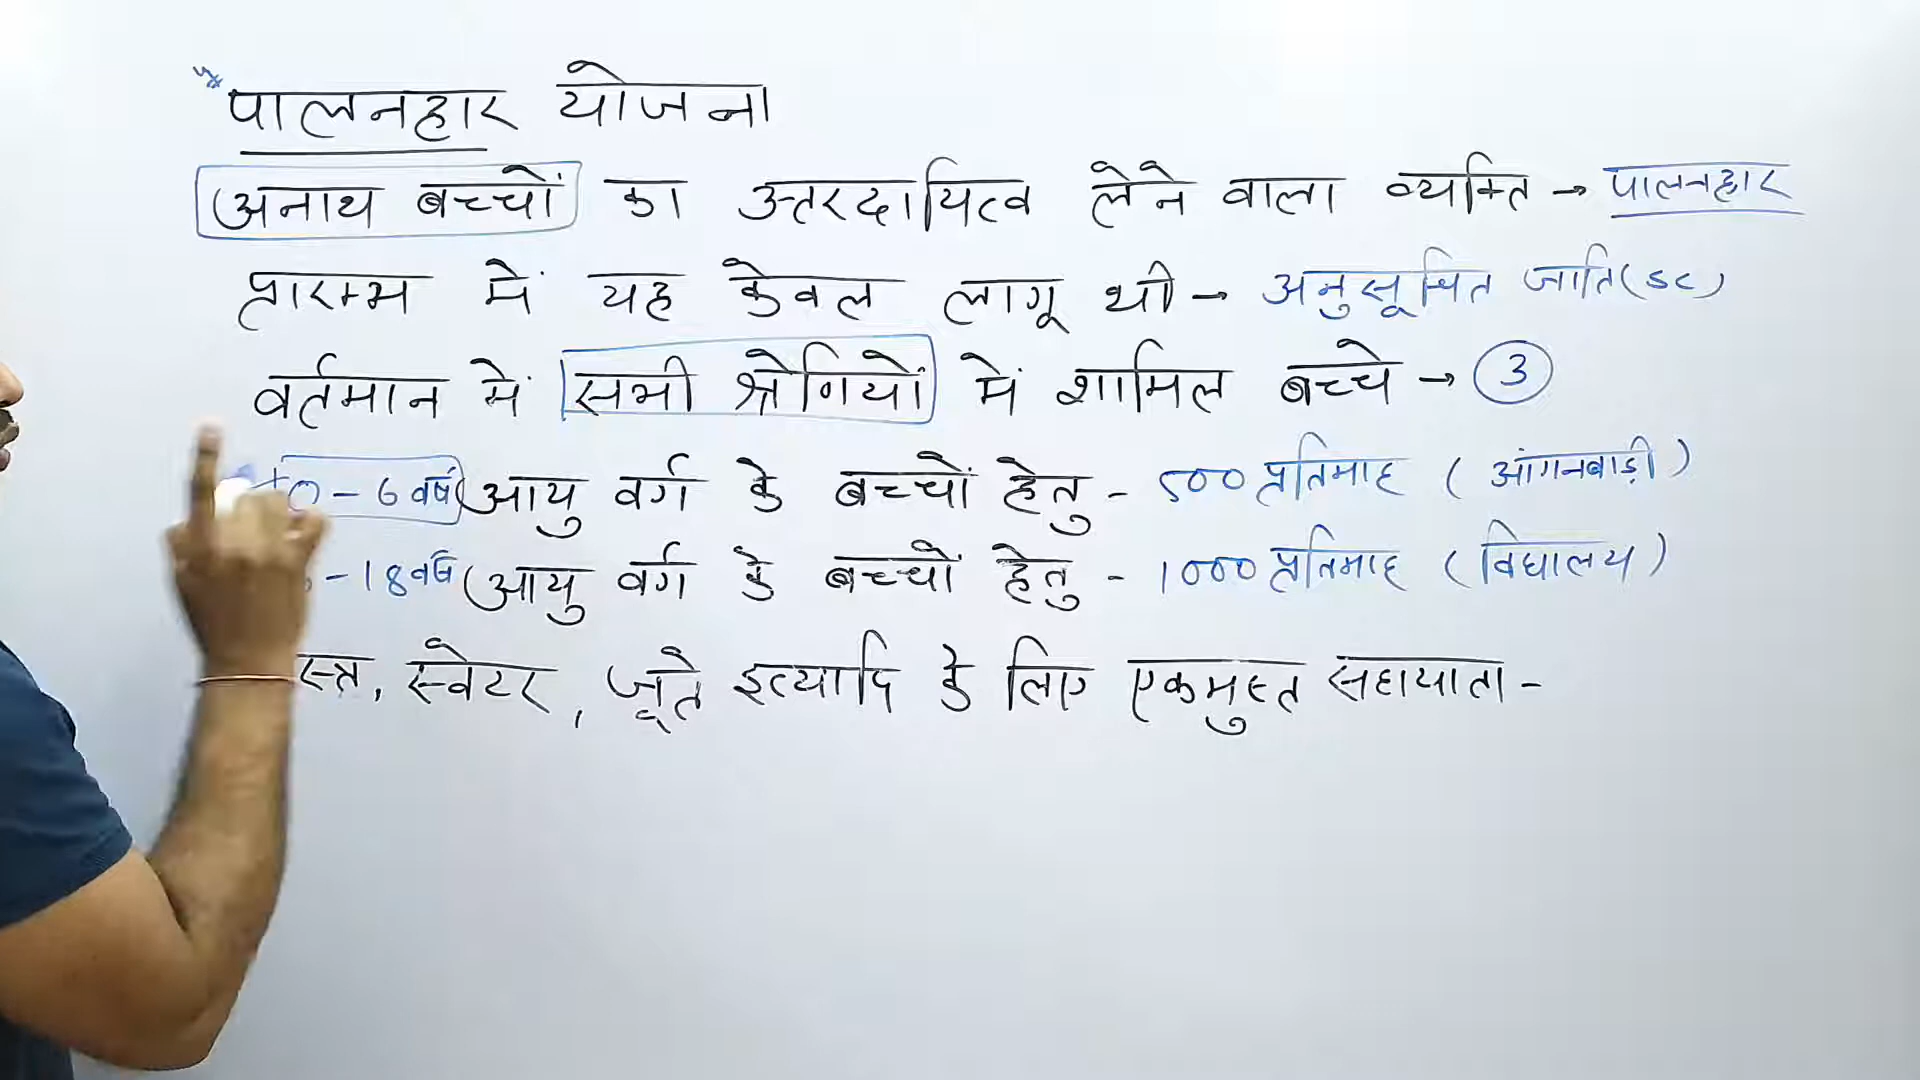 पालनहार योजना
अनाथ बच्चों का उत्तरदायित्व लेने वाला व्यक्ति → पालनहार
प्रारम्भ में यह केवल लागू थी → अनुसूचित जाति (SC)
वर्तमान में सभी श्रेणियों में शामिल बच्चे → 3
0 - 6 वर्ष आयु वर्ग के बच्चों हेतु - 500 प्रतिमाह ( आंगनबाड़ी )
- 18 वर्ष आयु वर्ग के बच्चों हेतु - 1000 प्रतिमाह ( विद्यालय )
स्त्र, स्वेटर, जूते इत्यादि के लिए एकमुश्त सहायाता -